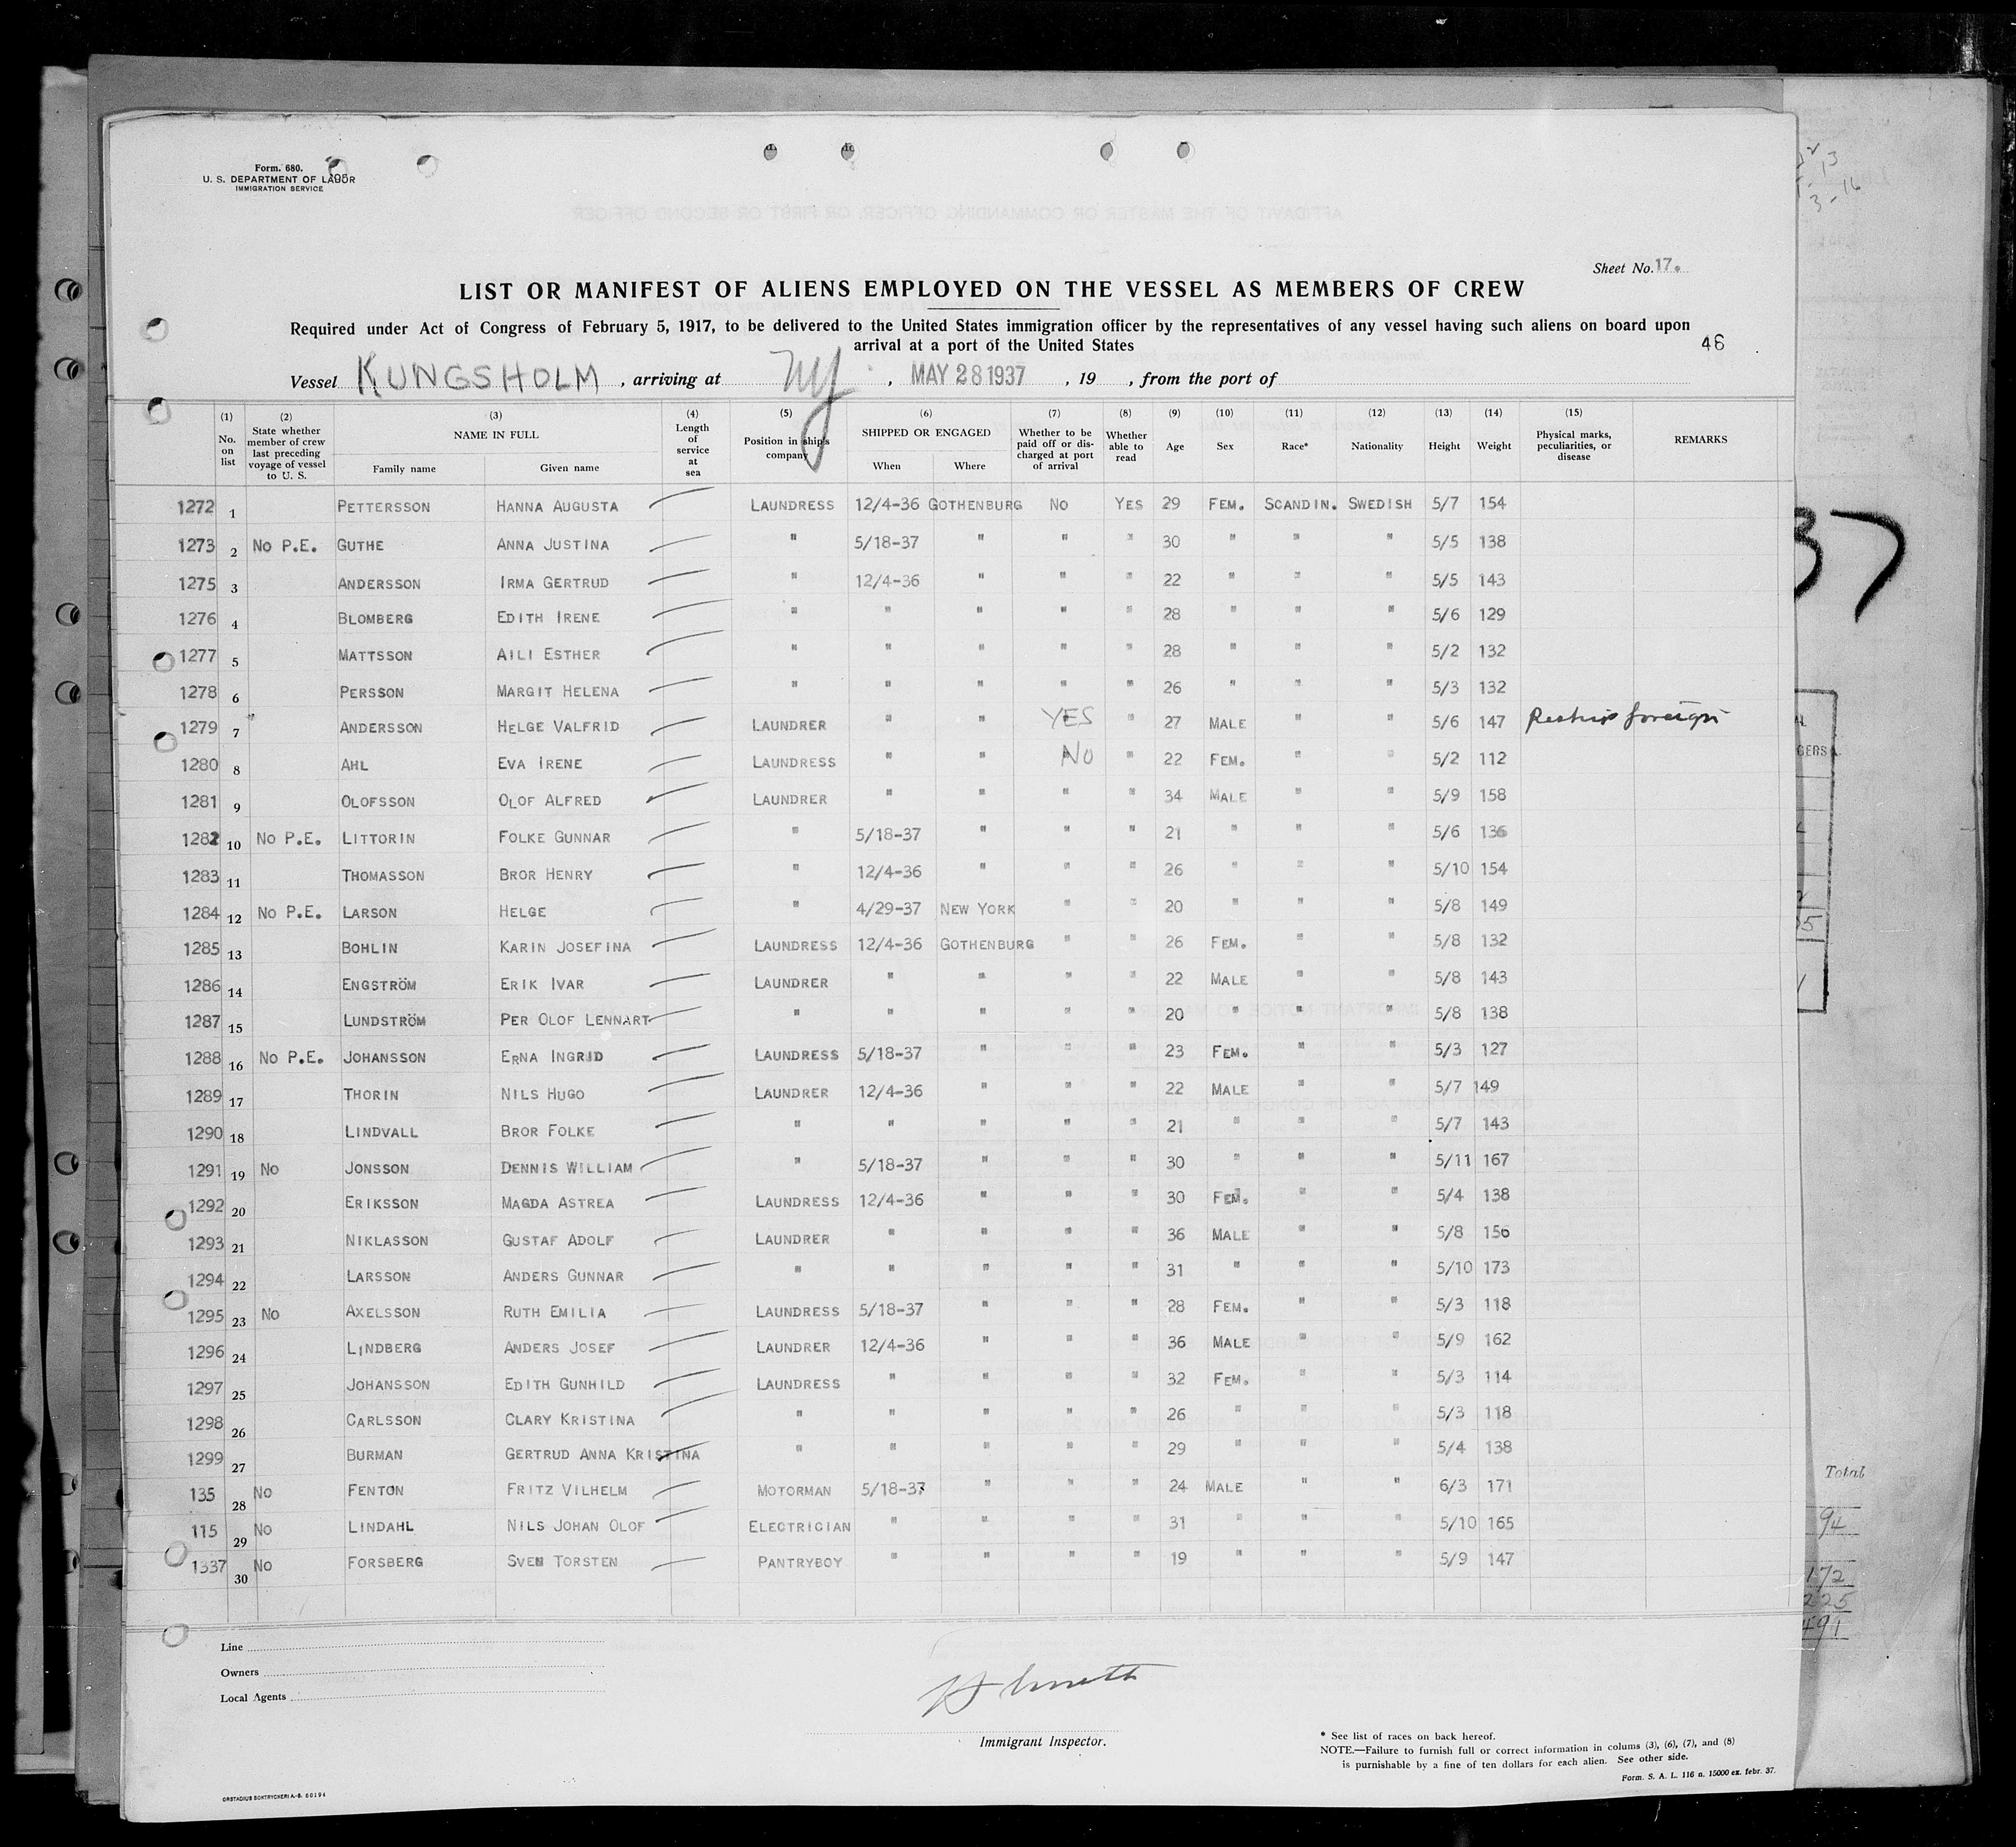 Form. 680.
U. S. DEPARTMENT OF LABOR
IMMIGRATION SERVICE
Sheet No. 17.
LIST OR MANIFEST OF ALIENS EMPLOYED ON THE VESSEL AS MEMBERS OF CREW
Required under Act of Congress of February 5, 1917, to be delivered to the United States immigration officer by the representatives of any vessel having such aliens on board upon
arrival at a port of the United States
46
Vessel KUNGSHOLM, arriving at NY, MAY 28 1937, 19 , from the port of
(1) No. on list (2) State whether member of crew last preceding voyage of vessel to U. S. (3) NAME IN FULL Family name Given name (4) Length of service at sea (5) Position in ship's company (6) SHIPPED OR ENGAGED When Where (7) Whether to be paid off or discharged at port of arrival (8) Whether able to read (9) Age (10) Sex (11) Race* (12) Nationality (13) Height (14) Weight (15) Physical marks, peculiarities, or disease REMARKS
1272 1 PETTERSSON HANNA AUGUSTA LAUNDRESS 12/4-36 GOTHENBURG NO YES 29 FEM. SCANDIN. SWEDISH 5/7 154
1273 2 NO P.E. GUTHE ANNA JUSTINA " 5/18-37 " " " 30 " " " 5/5 138
1275 3 ANDERSSON IRMA GERTRUD " 12/4-36 " " " 22 " " " 5/5 143
1276 4 BLOMBERG EDITH IRENE " " " " " 28 " " " 5/6 129
1277 5 MATTSSON AILI ESTHER " " " " " 28 " " " 5/2 132
1278 6 PERSSON MARGIT HELENA " " " " " 26 " " " 5/3 132
1279 7 ANDERSSON HELGE VALFRID LAUNDRER " " YES " 27 MALE " " 5/6 147 Reship foreign
1280 8 AHL EVA IRENE LAUNDRESS " " NO " 22 FEM. " " 5/2 112
1281 9 OLOFSSON OLOF ALFRED LAUNDRER " " " " 34 MALE " " 5/9 158
1282 10 NO P.E. LITTORIN FOLKE GUNNAR " 5/18-37 " " " 21 " " " 5/6 136
1283 11 THOMASSON BROR HENRY " 12/4-36 " " " 26 " " " 5/10 154
1284 12 NO P.E. LARSON HELGE " 4/29-37 NEW YORK " " 20 " " " 5/8 149
1285 13 BOHLIN KARIN JOSEFINA LAUNDRESS 12/4-36 GOTHENBURG " " 26 FEM. " " 5/8 132
1286 14 ENGSTRÖM ERIK IVAR LAUNDRER " " " " 22 MALE " " 5/8 143
1287 15 LUNDSTRÖM PER OLOF LENNART " " " " " 20 " " " 5/8 138
1288 16 NO P.E. JOHANSSON ERNA INGRID LAUNDRESS 5/18-37 " " " 23 FEM. " " 5/3 127
1289 17 THORIN NILS HUGO LAUNDRER 12/4-36 " " " 22 MALE " " 5/7 149
1290 18 LINDVALL BROR FOLKE " " " " " 21 " " " 5/7 143
1291 19 NO JONSSON DENNIS WILLIAM " 5/18-37 " " " 30 " " " 5/11 167
1292 20 ERIKSSON MAGDA ASTREA LAUNDRESS 12/4-36 " " " 30 FEM. " " 5/4 138
1293 21 NIKLASSON GUSTAF ADOLF LAUNDRER " " " " 36 MALE " " 5/8 156
1294 22 LARSSON ANDERS GUNNAR " " " " " 31 " " " 5/10 173
1295 23 NO AXELSSON RUTH EMILIA LAUNDRESS 5/18-37 " " " 28 FEM. " " 5/3 118
1296 24 LINDBERG ANDERS JOSEF LAUNDRER 12/4-36 " " " 36 MALE " " 5/9 162
1297 25 JOHANSSON EDITH GUNHILD LAUNDRESS " " " " 32 FEM. " " 5/3 114
1298 26 CARLSSON CLARY KRISTINA " " " " " 26 " " " 5/3 118
1299 27 BURMAN GERTRUD ANNA KRISTINA " " " " " 29 " " " 5/4 138
135 28 NO FENTON FRITZ VILHELM MOTORMAN 5/18-37 " " " 24 MALE " " 6/3 171
115 29 NO LINDAHL NILS JOHAN OLOF ELECTRICIAN " " " " 31 " " " 5/10 165
1337 30 NO FORSBERG SVEN TORSTEN PANTRYBOY " " " " 19 " " " 5/9 147
Line
Owners
Local Agents
Immigrant Inspector.
* See list of races on back hereof.
NOTE.—Failure to furnish full or correct information in colums (3), (6), (7), and (8)
is purnishable by a fine of ten dollars for each alien. See other side.
Form. S. A. L. 116 n. 15000 ex. febr. 37.
ORSTADIUS BOKTRYCKERI A.-B. 60194
37
Total
94
172
225
491